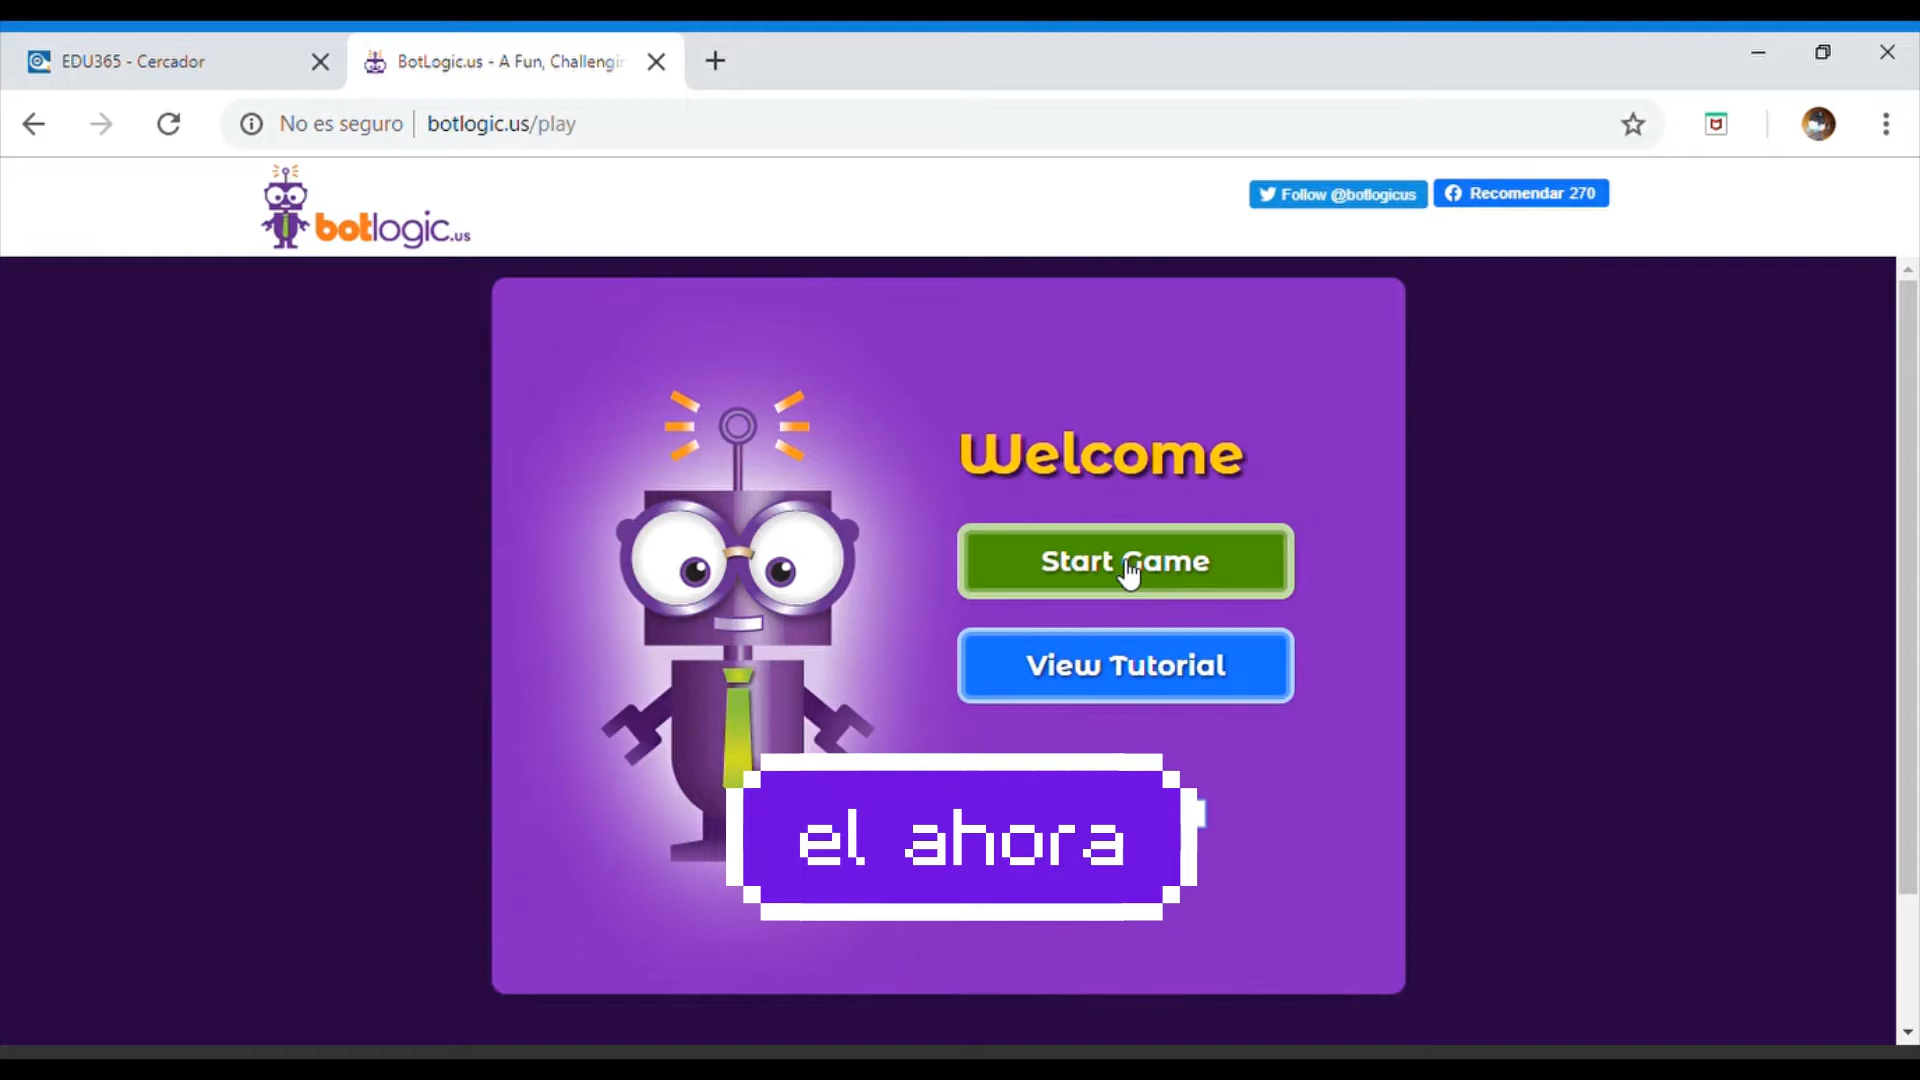 EDU365 - Cercador
BotLogic.us - A Fun, Challengin
No es seguro
botlogic.us/play
botlogic.us
Follow @botlogicus
Recomendar 270
Welcome
Start Game
View Tutorial
el ahora